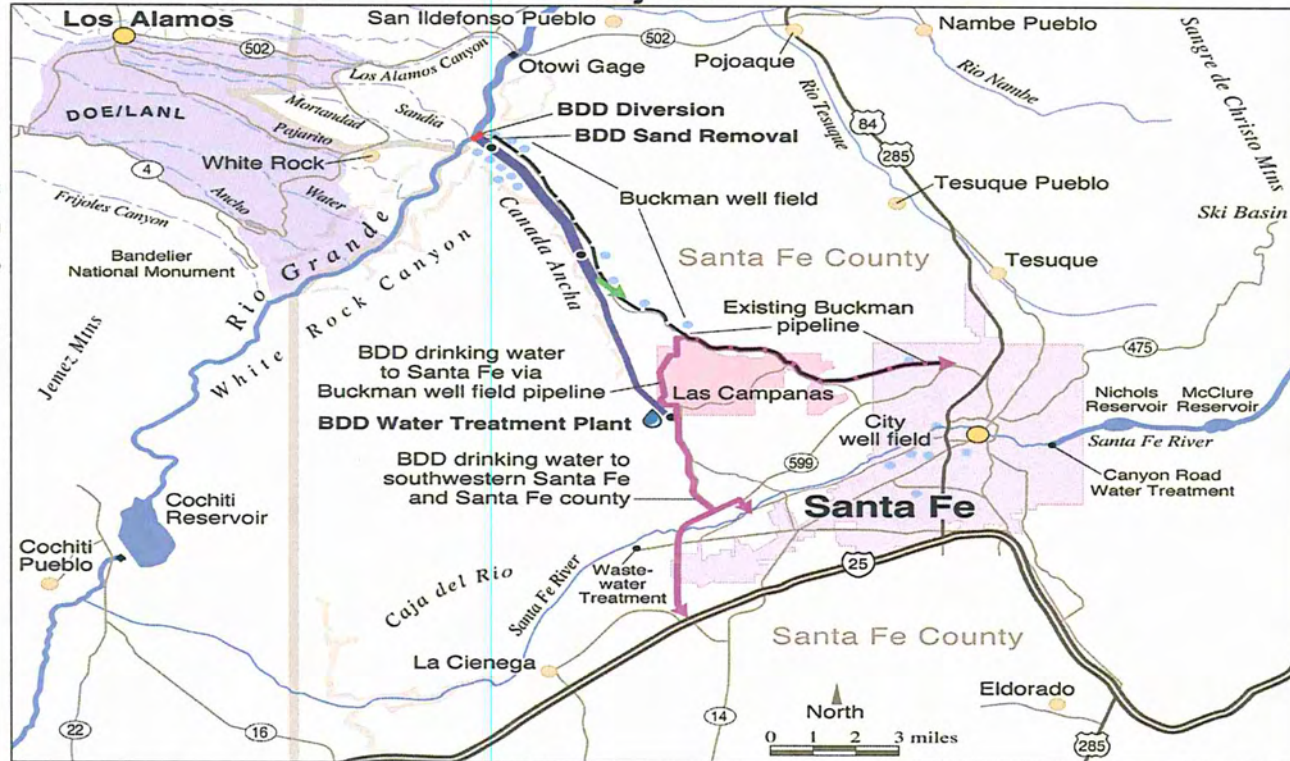 Los Alamos
San Ildefonso Pueblo
Nambe Pueblo
502
Los Alamos Canyon
502
Pojoaque
Otowi Gage
Rio Nambe
Sangre de Christo Mtns
DOE/LANL
Morrandad
Sandia
BDD Diversion
Rio Tesuque
84
Pajarito
BDD Sand Removal
285
White Rock
4
Buckman well field
Tesuque Pueblo
Ancho
Water
Frijoles Canyon
Canada Ancha
Ski Basin
Bandelier
National Monument
Rio Grande
White Rock Canyon
Santa Fe County
Tesuque
Existing Buckman
pipeline
Jemez Mtns
BDD drinking water
to Santa Fe via
Buckman well field pipeline
475
Las Campanas
Nichols
Reservoir
McClure
Reservoir
BDD Water Treatment Plant
City
well field
Santa Fe River
BDD drinking water to
southwestern Santa Fe
and Santa Fe county
599
Canyon Road
Water Treatment
Cochiti
Reservoir
Santa Fe
Cochiti
Pueblo
Waste-
water
Treatment
25
Caja del Rio
Santa Fe River
Santa Fe County
La Cienega
Eldorado
North
22
16
14
0 1 2 3 miles
285